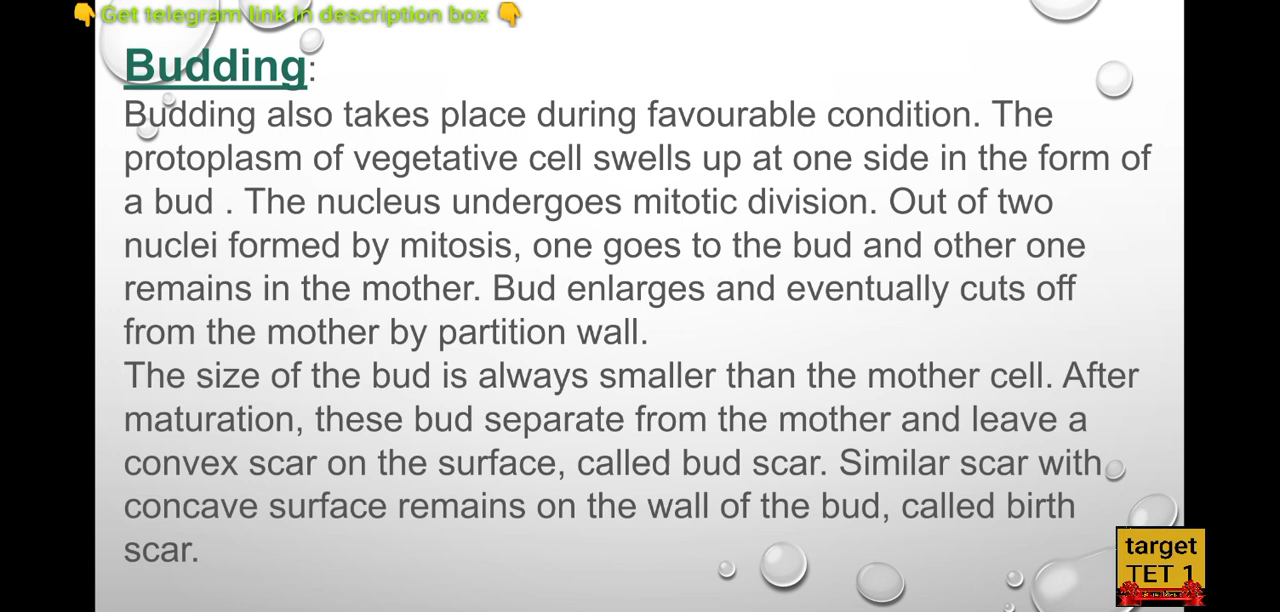 👇Get telegram link in description box 👇
Budding:
Budding also takes place during favourable condition. The
protoplasm of vegetative cell swells up at one side in the form of
a bud . The nucleus undergoes mitotic division. Out of two
nuclei formed by mitosis, one goes to the bud and other one
remains in the mother. Bud enlarges and eventually cuts off
from the mother by partition wall.
The size of the bud is always smaller than the mother cell. After
maturation, these bud separate from the mother and leave a
convex scar on the surface, called bud scar. Similar scar with
concave surface remains on the wall of the bud, called birth
scar.
target
TET 1